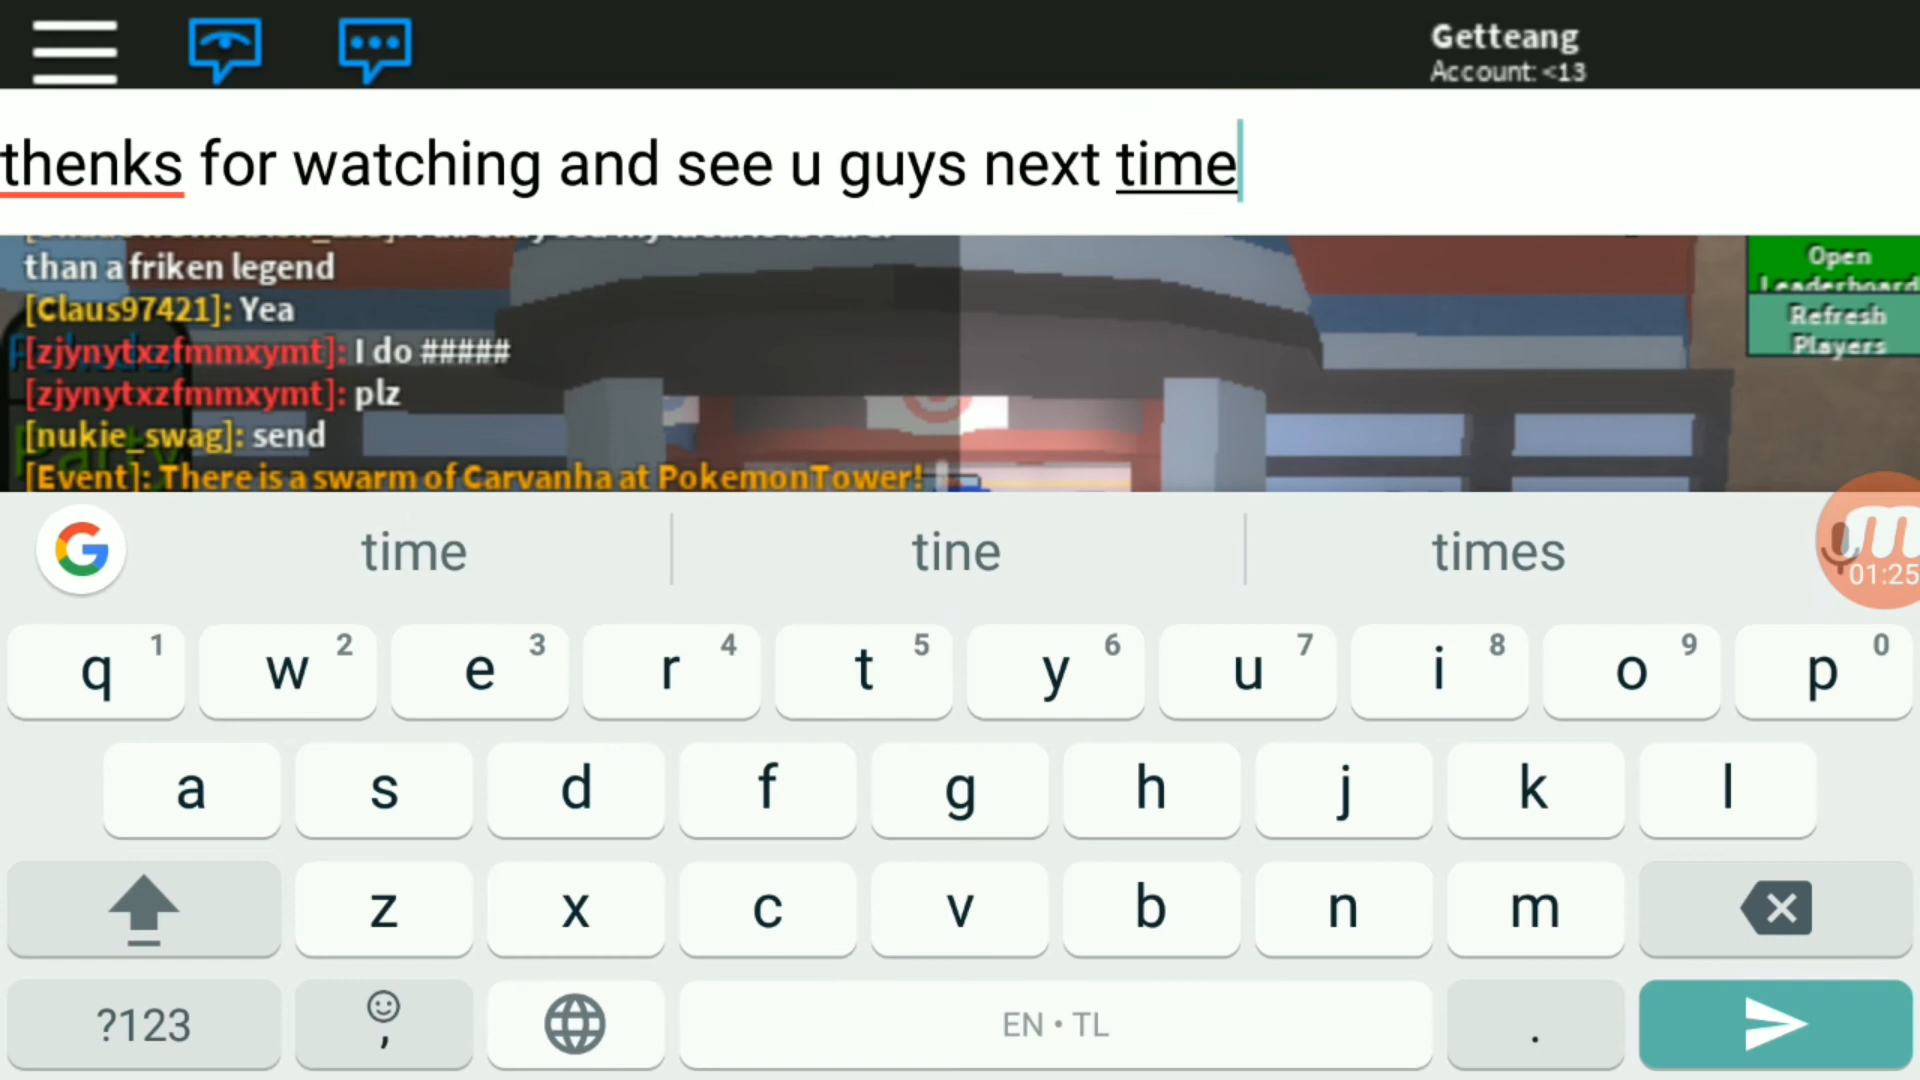 Getteang
Account: <13
thenks for watching and see u guys next time
than a friken legend
[Claus97421]: Yea
[zjynytxzfmmxymt]: I do #####
[zjynytxzfmmxymt]: plz
[nukie_swag]: send
[Event]: There is a swarm of Carvanha at PokemonTower!
Open
Leaderboard
Refresh
Players
time tine times
01:25
q 1 w 2 e 3 r 4 t 5 y 6 u 7 i 8 o 9 p 0
a s d f g h j k l
z x c v b n m
?123 , EN • TL .